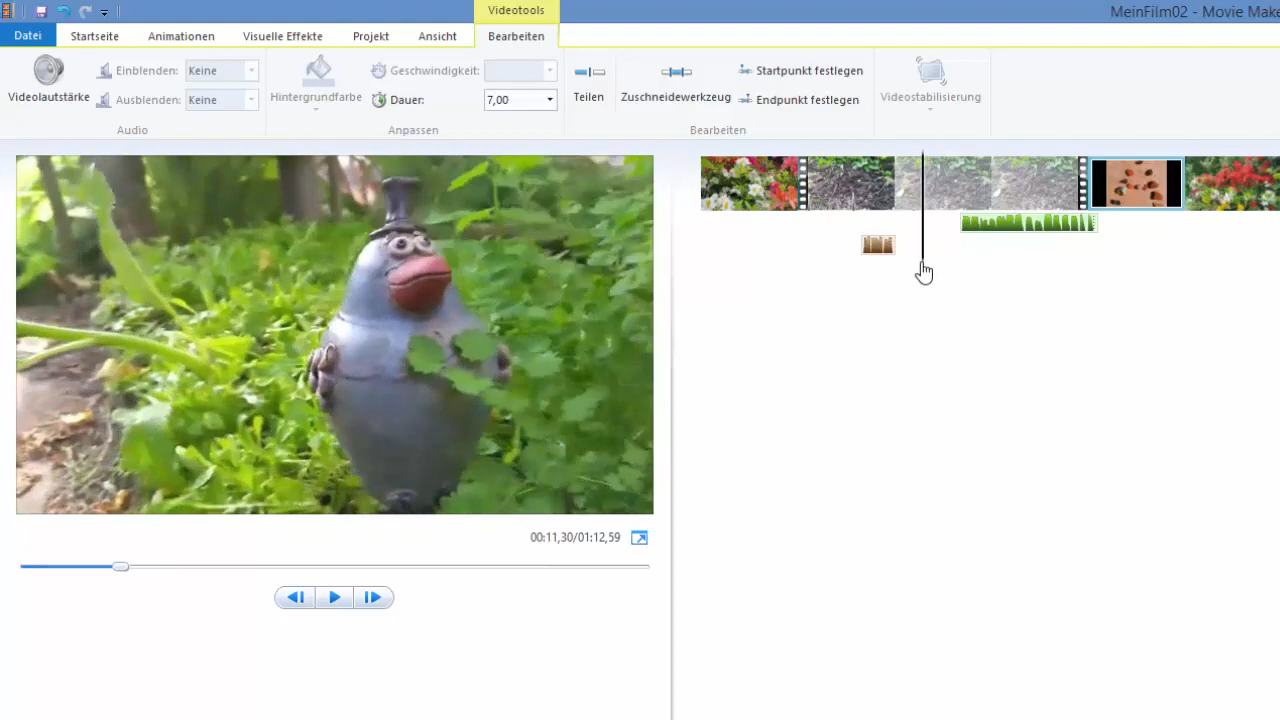 Videotools
MeinFilm02 - Movie Make
Datei Startseite Animationen Visuelle Effekte Projekt Ansicht Bearbeiten
Videolautstärke
Einblenden: Keine
Ausblenden: Keine
Audio
Hintergrundfarbe
Geschwindigkeit:
Dauer: 7,00
Anpassen
Teilen
Zuschneidewerkzeug
Startpunkt festlegen
Endpunkt festlegen
Bearbeiten
Videostabilisierung
00:11,30/01:12,59